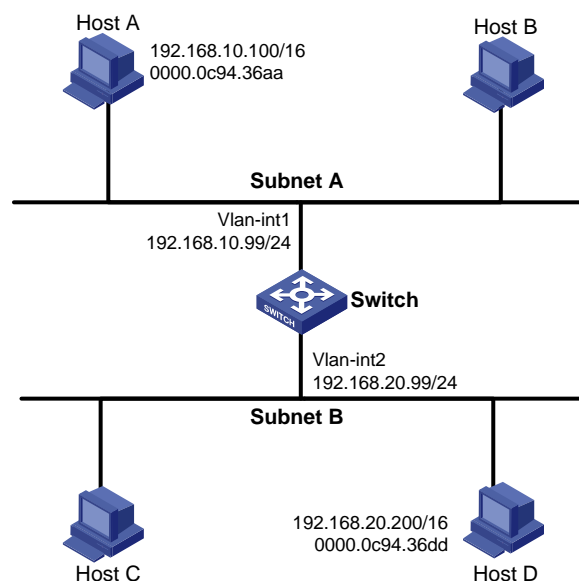 Host A
192.168.10.100/16
0000.0c94.36aa
Host B
Subnet A
Vlan-int1
192.168.10.99/24
SWITCH
Switch
Vlan-int2
192.168.20.99/24
Subnet B
Host C
192.168.20.200/16
0000.0c94.36dd
Host D